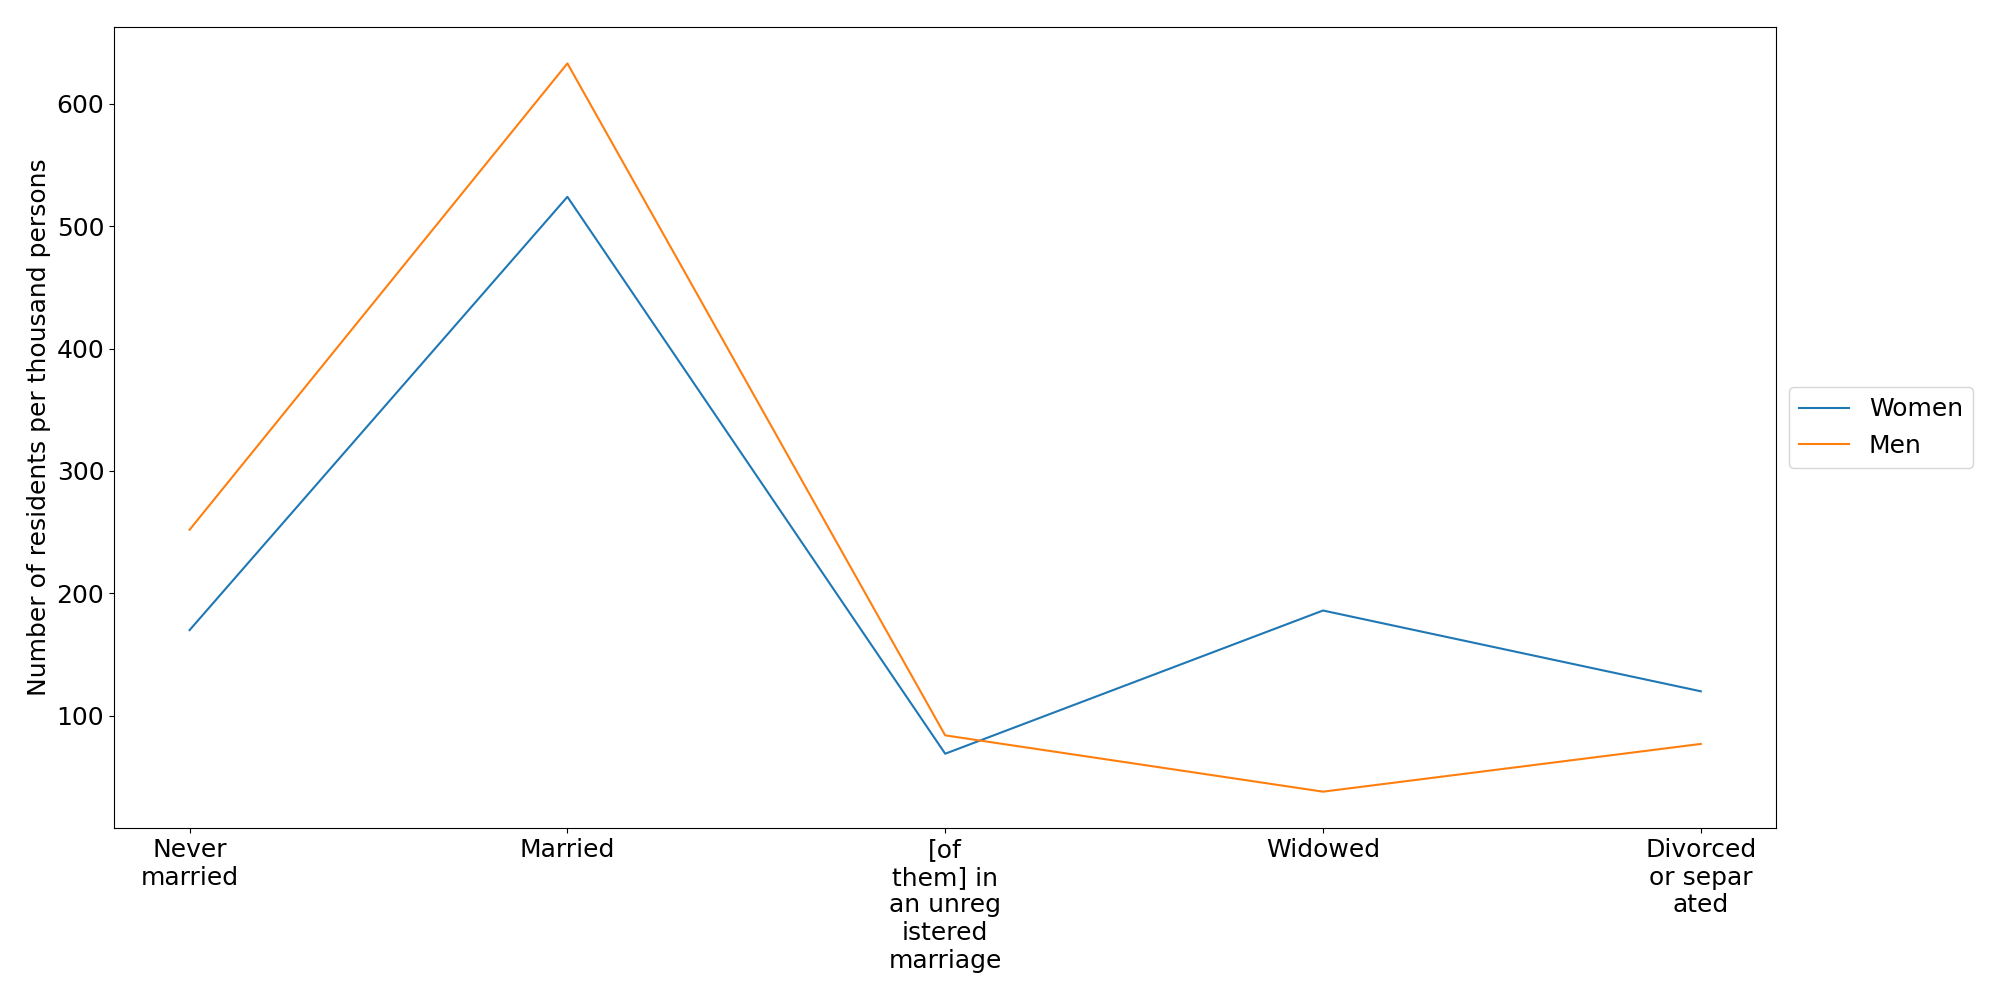 Number of residents per thousand persons
600
500
400
300
200
100
Never
married
Married
[of
them] in
an unreg
istered
marriage
Widowed
Divorced
or separ
ated
Women
Men